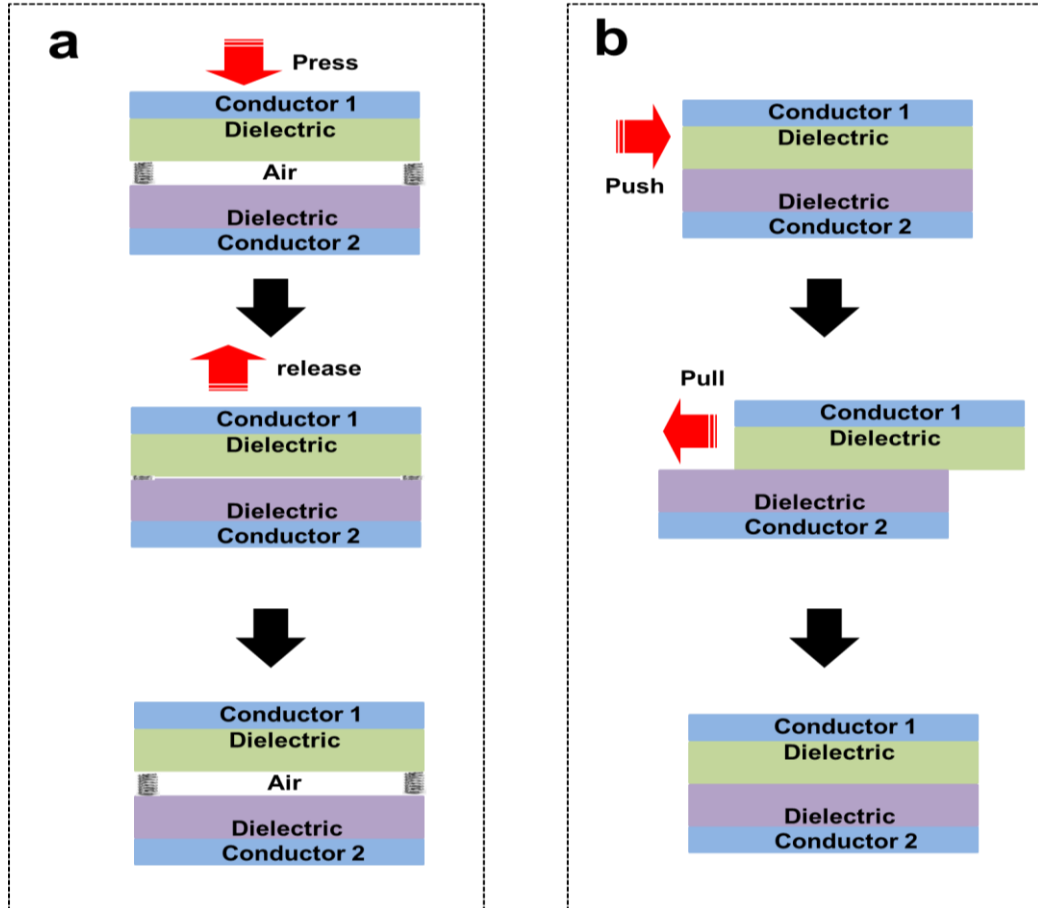 a
Press
Conductor 1
Dielectric
Air
Dielectric
Conductor 2
release
Conductor 1
Dielectric
Dielectric
Conductor 2
Conductor 1
Dielectric
Air
Dielectric
Conductor 2
b
Conductor 1
Dielectric
Push
Dielectric
Conductor 2
Pull
Conductor 1
Dielectric
Dielectric
Conductor 2
Conductor 1
Dielectric
Dielectric
Conductor 2